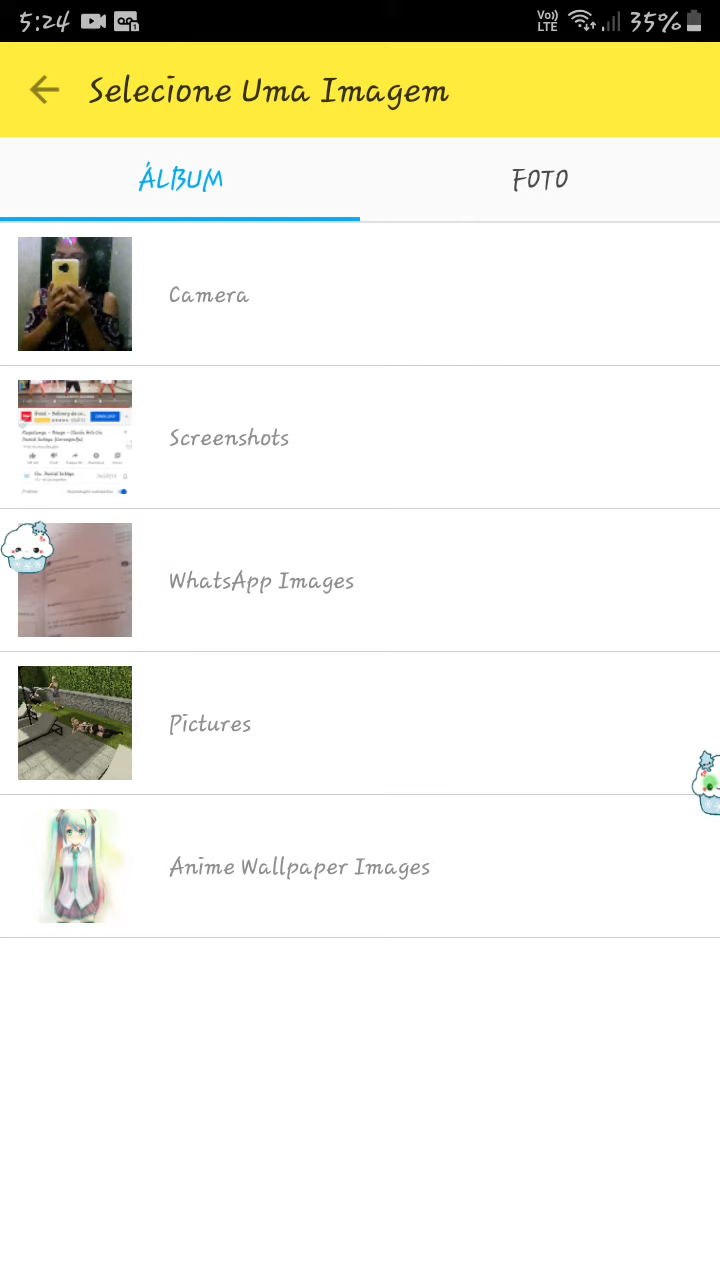 5:24
Vo)) LTE 35%
Selecione Uma Imagem
ÁLBUM
FOTO
Camera
Screenshots
WhatsApp Images
Pictures
Anime Wallpaper Images